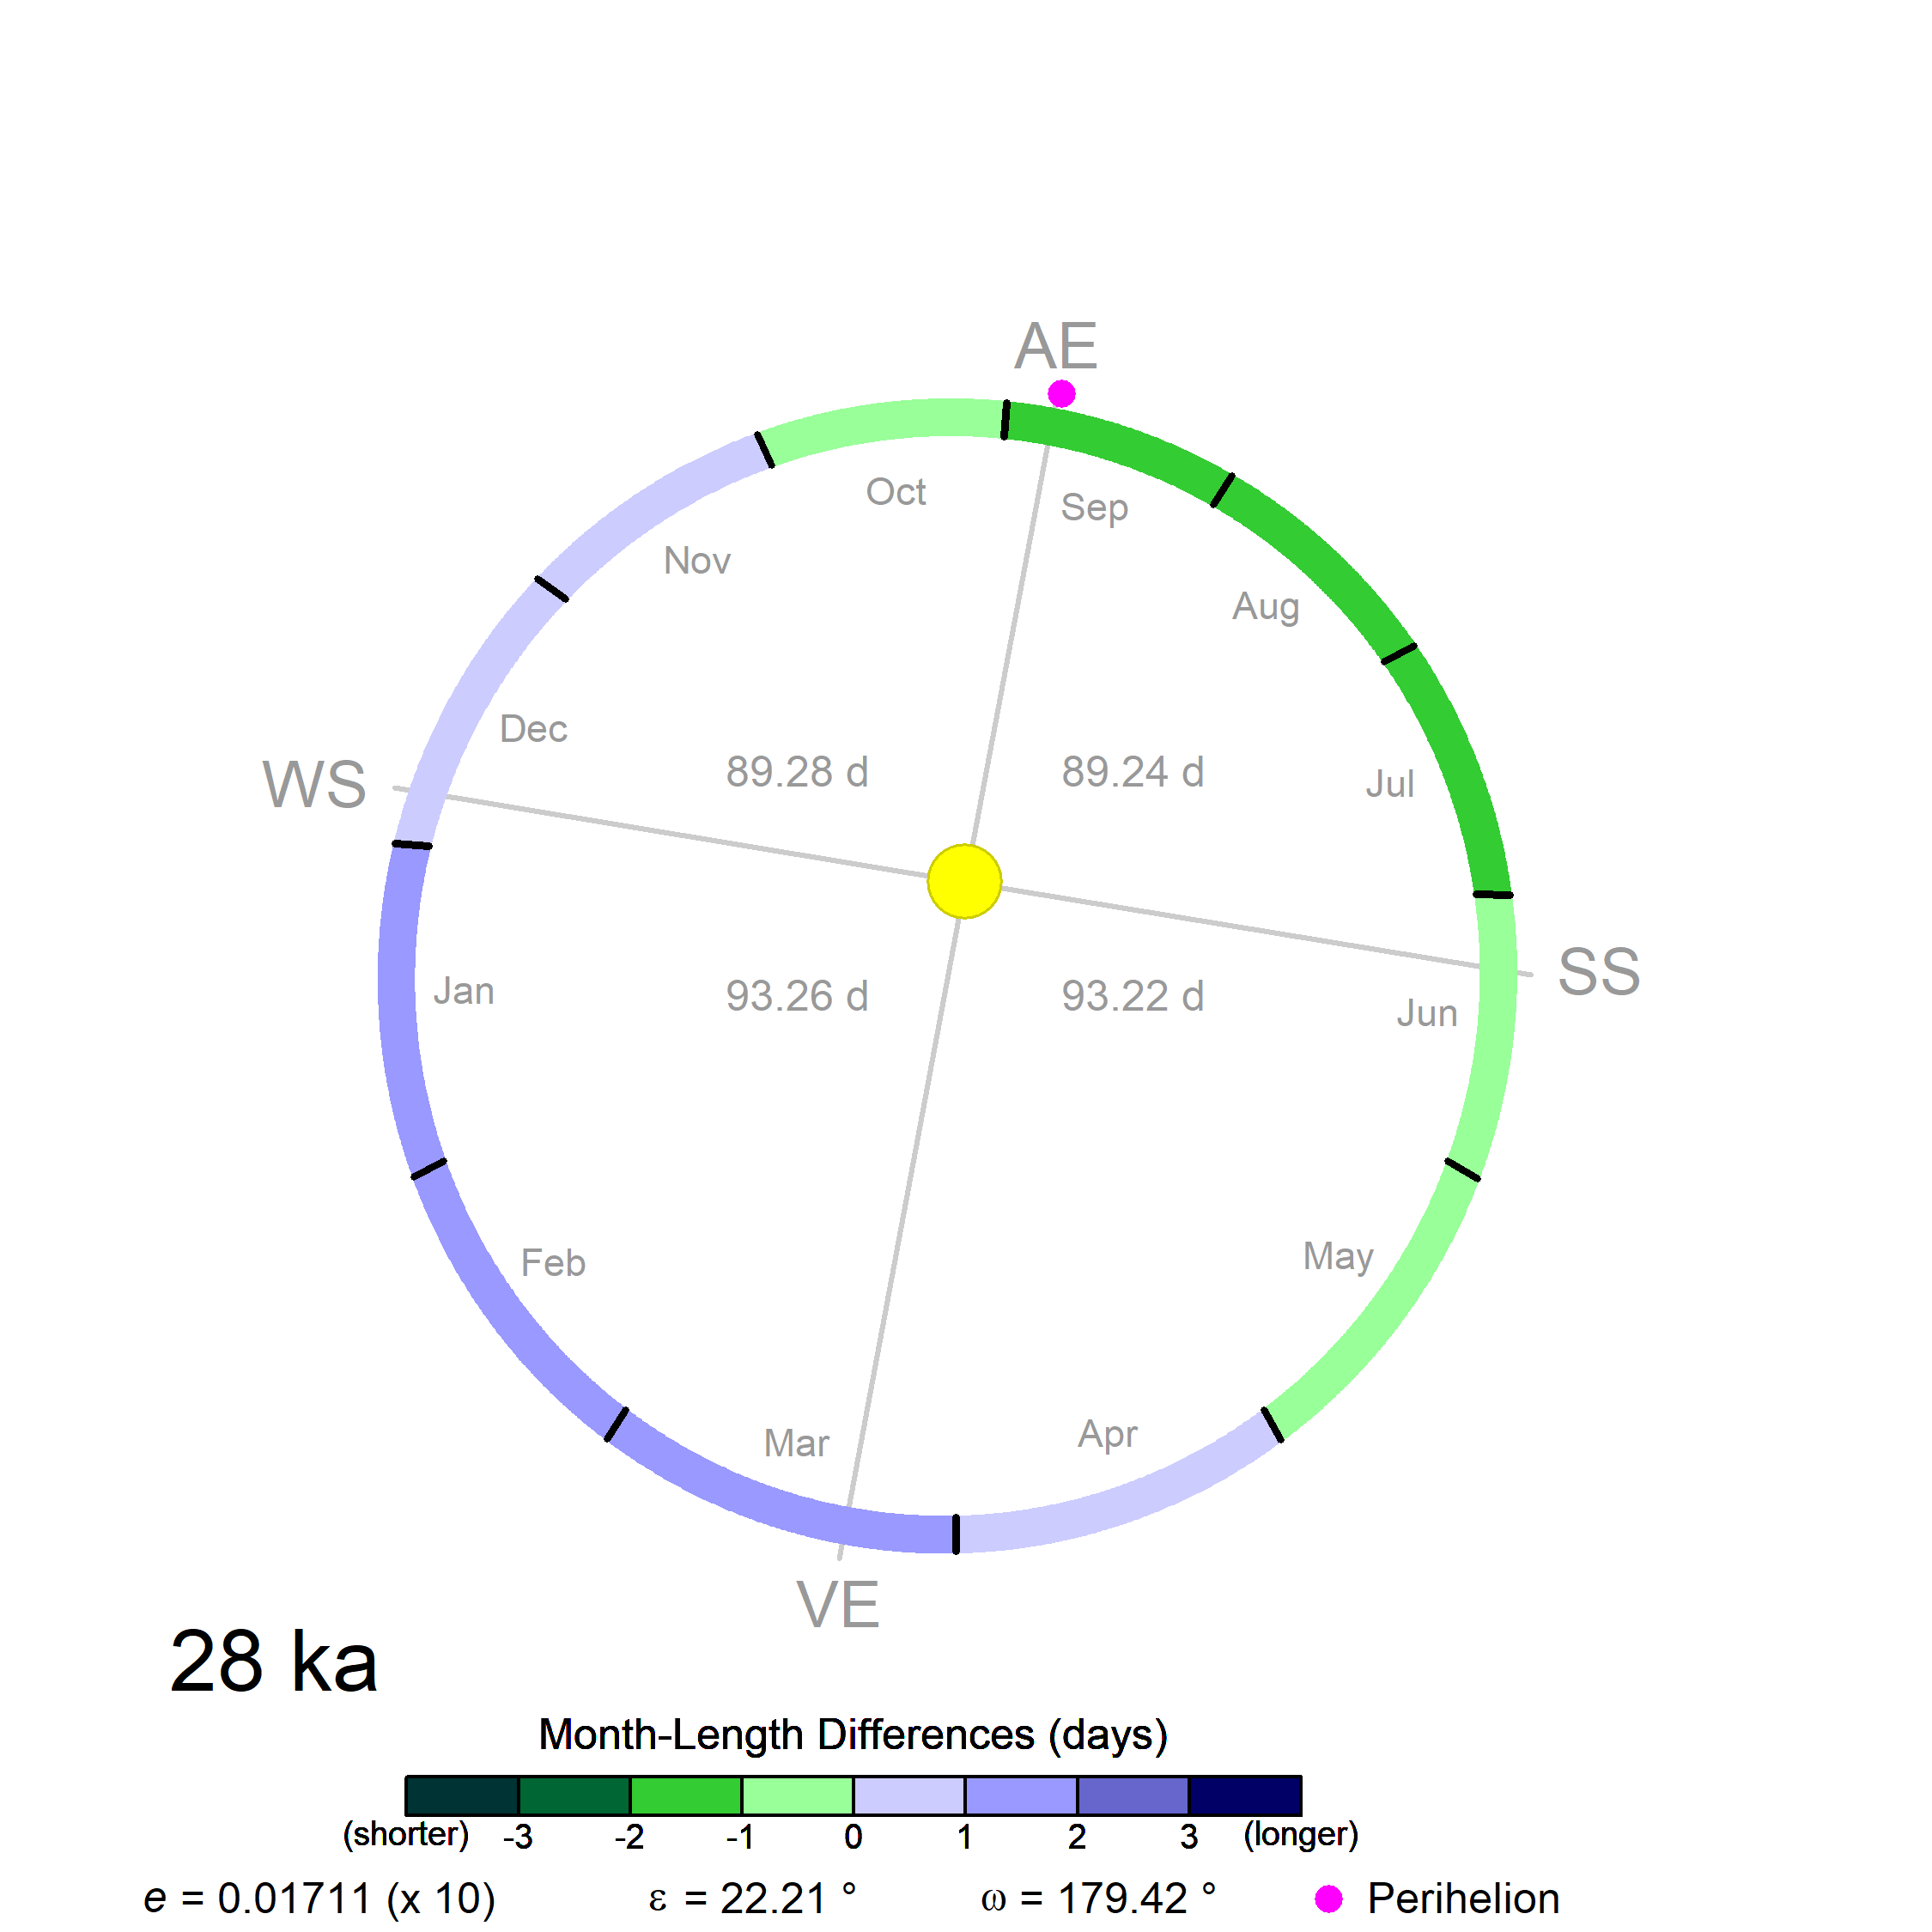 AE
Oct
Sep
Nov
Aug
Dec
WS
89.28 d
89.24 d
Jul
SS
Jan
93.26 d
93.22 d
Jun
Feb
May
Mar
Apr
VE
28 ka
Month-Length Differences (days)
(shorter) -3 -2 -1 0 1 2 3 (longer)
e = 0.01711 (x 10) ε = 22.21 ° ω = 179.42 ° Perihelion